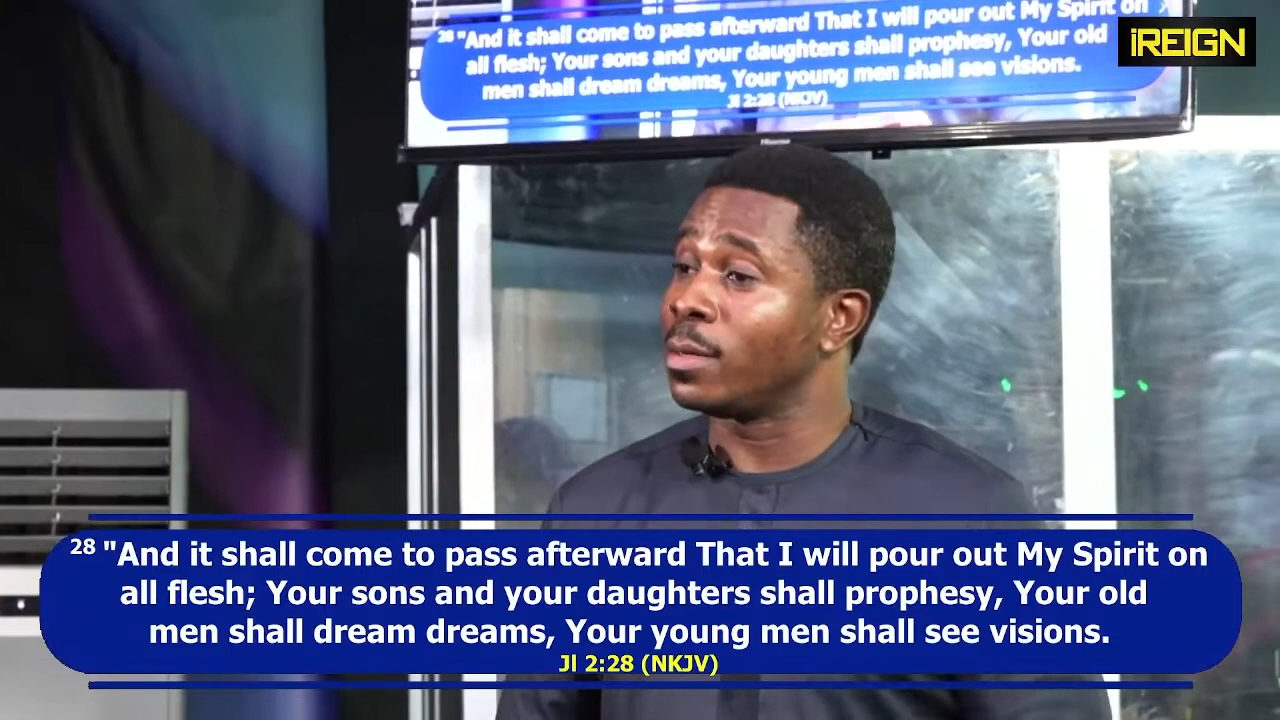 28 "And it shall come to pass afterward That I will pour out My Spirit on
all flesh; Your sons and your daughters shall prophesy, Your old
men shall dream dreams, Your young men shall see visions.
Jl 2:28 (NKJV)
iREIGN
28 "And it shall come to pass afterward That I will pour out My Spirit on
all flesh; Your sons and your daughters shall prophesy, Your old
men shall dream dreams, Your young men shall see visions.
Jl 2:28 (NKJV)